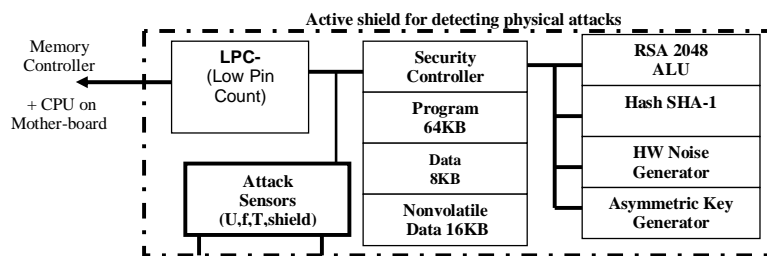 Active shield for detecting physical attacks
Memory
Controller
+ CPU on
Mother-board
LPC-
(Low Pin
Count)
Attack
Sensors
(U,f,T,shield)
Security
Controller
Program
64KB
Data
8KB
Nonvolatile
Data 16KB
RSA 2048
ALU
Hash SHA-1
HW Noise
Generator
Asymmetric Key
Generator